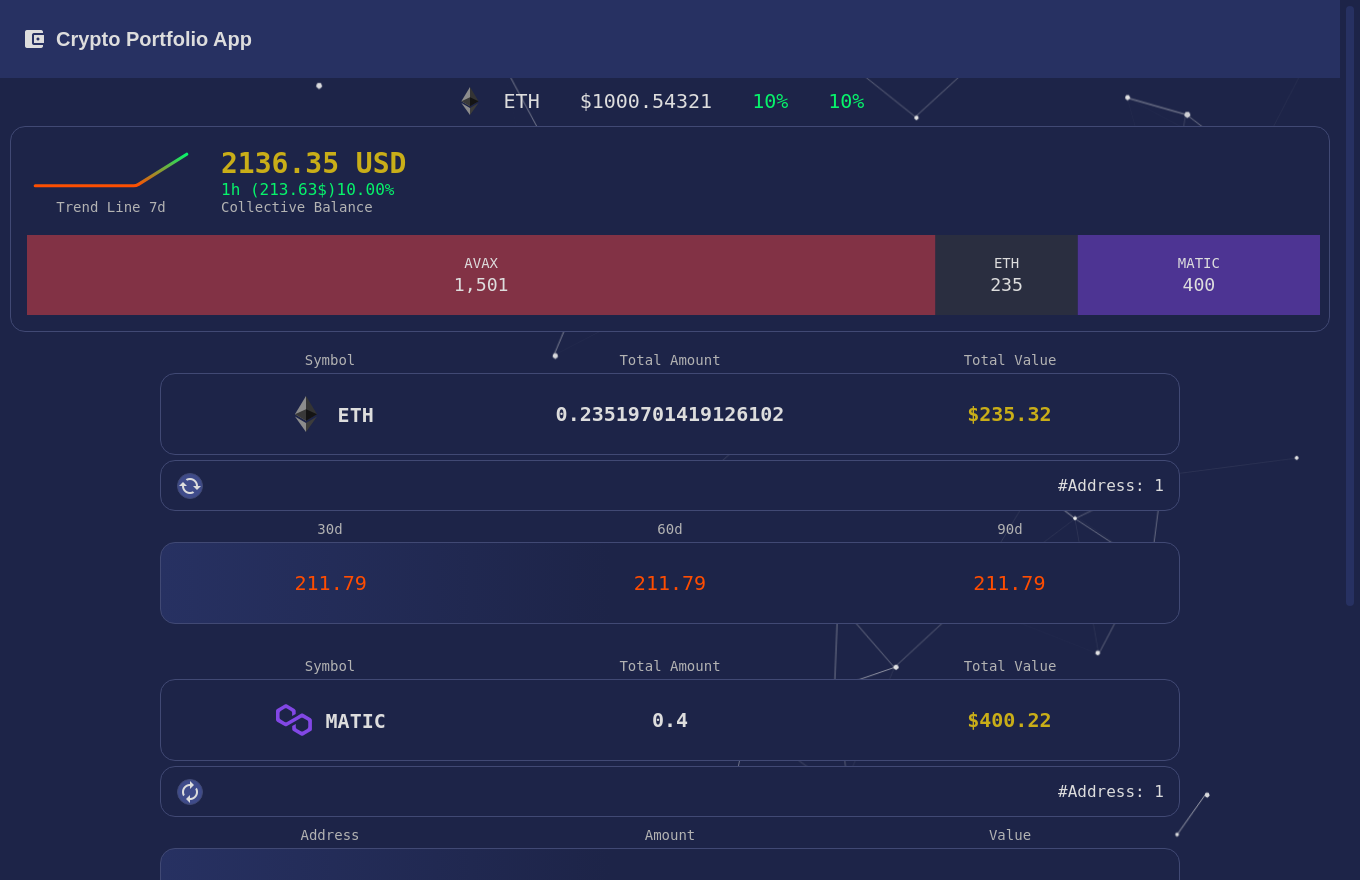 Crypto Portfolio App
ETH $1000.54321 10% 10%
2136.35 USD
1h (213.63$)10.00%
Trend Line 7d
Collective Balance
AVAX
1,501
ETH
235
MATIC
400
Symbol Total Amount Total Value
ETH 0.23519701419126102 $235.32
#Address: 1
30d 60d 90d
211.79 211.79 211.79
Symbol Total Amount Total Value
MATIC 0.4 $400.22
#Address: 1
Address Amount Value